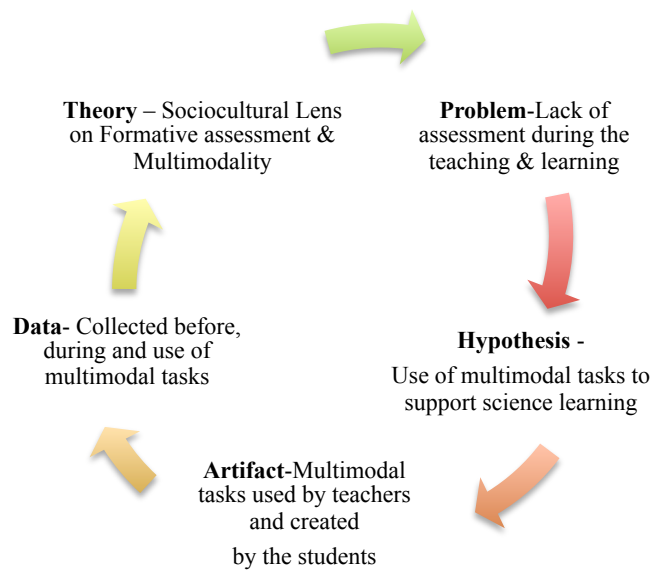 Theory – Sociocultural Lens
on Formative assessment &
Multimodality
Problem-Lack of
assessment during the
teaching & learning
Hypothesis -
Use of multimodal tasks to
support science learning
Artifact-Multimodal
tasks used by teachers
and created
by the students
Data- Collected before,
during and use of
multimodal tasks